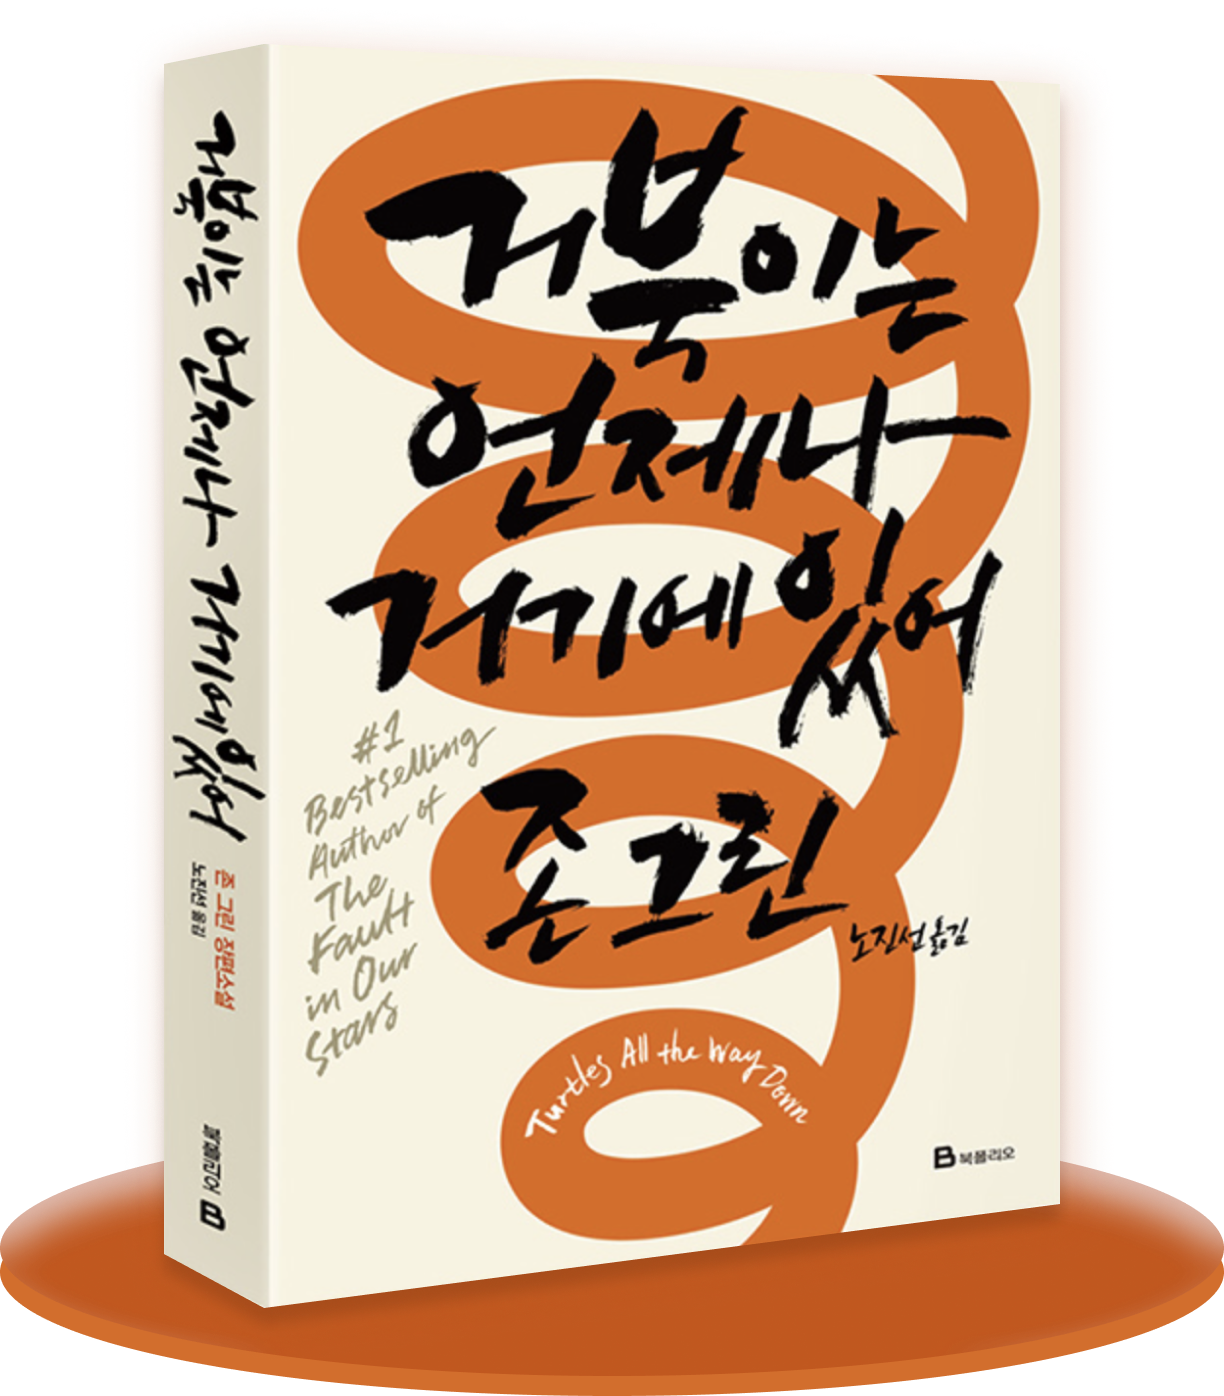 거북이는
언제나
거기에 있어
존 그린
노진선 옮김
#1
Bestselling
Author of
The
Fault
in Our
Stars
Turtles All the Way Down
B 북폴리오
거북이는 언제나 거기에 있어
존 그린 장편소설
노진선 옮김
북폴리오 B